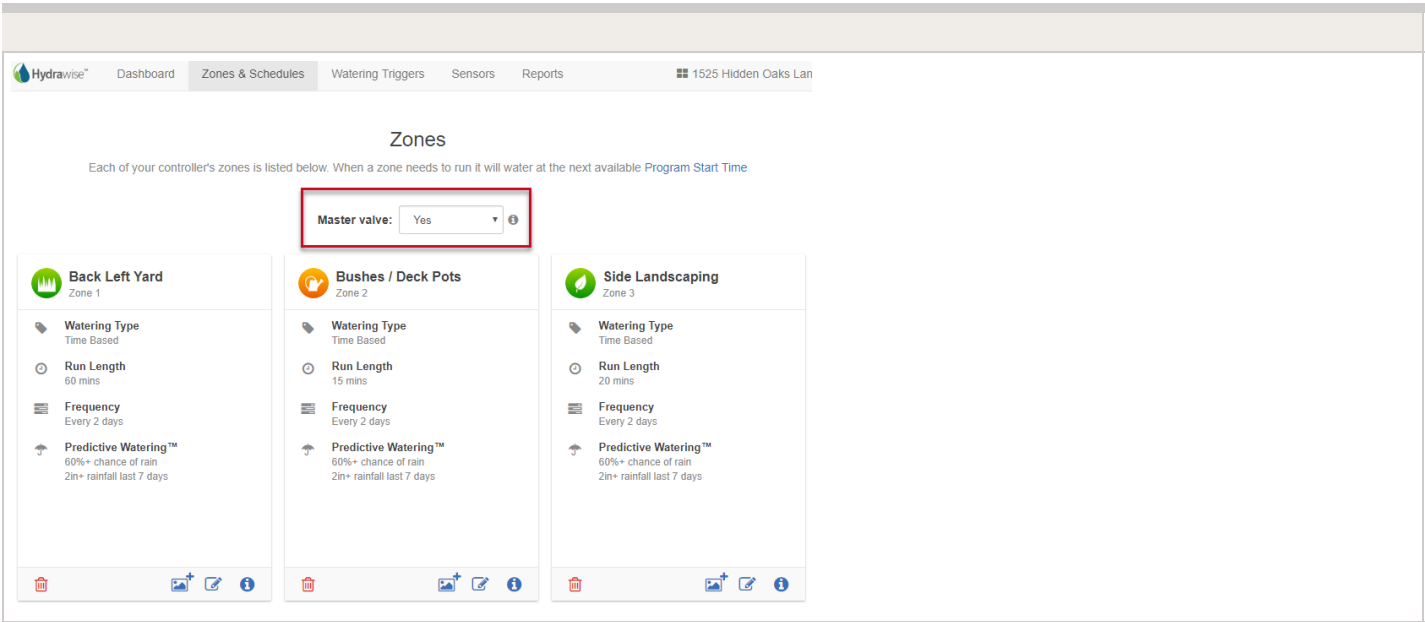 Hydrawise™ Dashboard Zones & Schedules Watering Triggers Sensors Reports 1525 Hidden Oaks Lan
Zones
Each of your controller's zones is listed below. When a zone needs to run it will water at the next available Program Start Time
Master valve: Yes
Back Left Yard
Zone 1
Watering Type
Time Based
Run Length
60 mins
Frequency
Every 2 days
Predictive Watering™
60%+ chance of rain
2in+ rainfall last 7 days
Bushes / Deck Pots
Zone 2
Watering Type
Time Based
Run Length
15 mins
Frequency
Every 2 days
Predictive Watering™
60%+ chance of rain
2in+ rainfall last 7 days
Side Landscaping
Zone 3
Watering Type
Time Based
Run Length
20 mins
Frequency
Every 2 days
Predictive Watering™
60%+ chance of rain
2in+ rainfall last 7 days